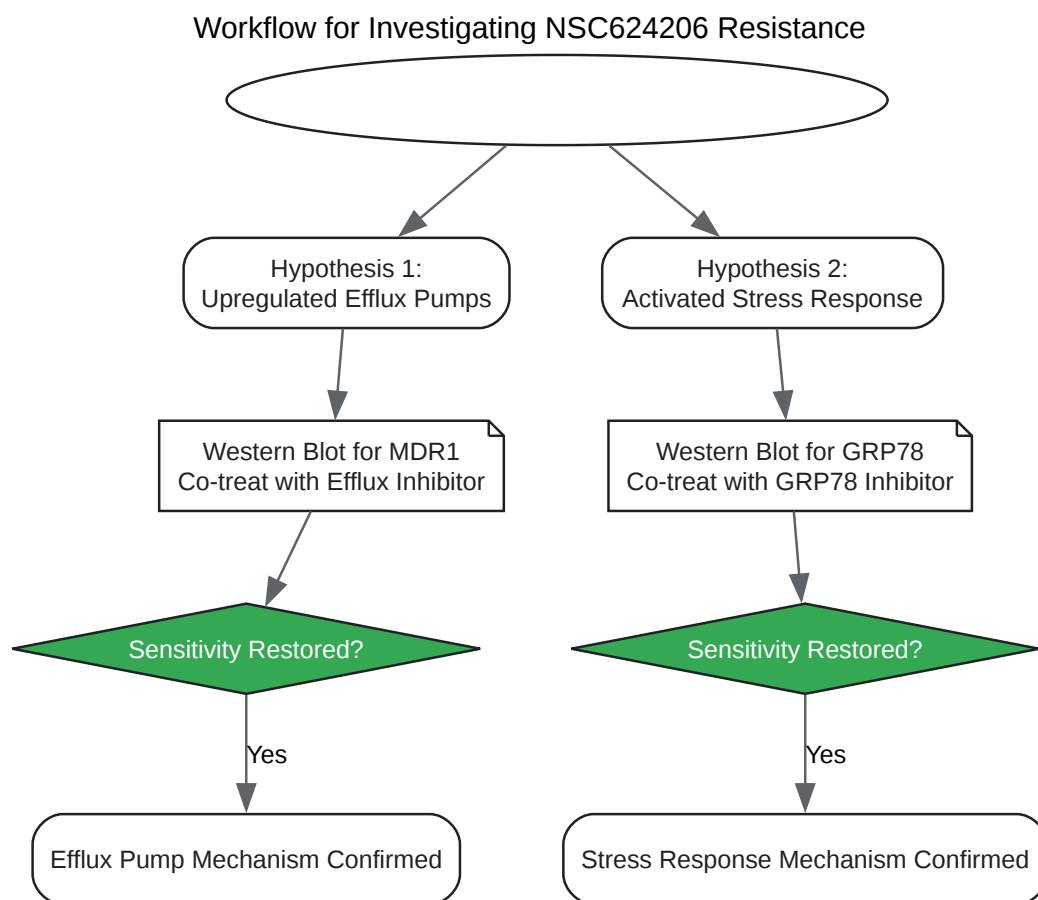 Workflow for Investigating NSC624206 Resistance
Hypothesis 1:
Upregulated Efflux Pumps
Hypothesis 2:
Activated Stress Response
Western Blot for MDR1
Co-treat with Efflux Inhibitor
Western Blot for GRP78
Co-treat with GRP78 Inhibitor
Sensitivity Restored?
Sensitivity Restored?
Yes
Yes
Efflux Pump Mechanism Confirmed
Stress Response Mechanism Confirmed